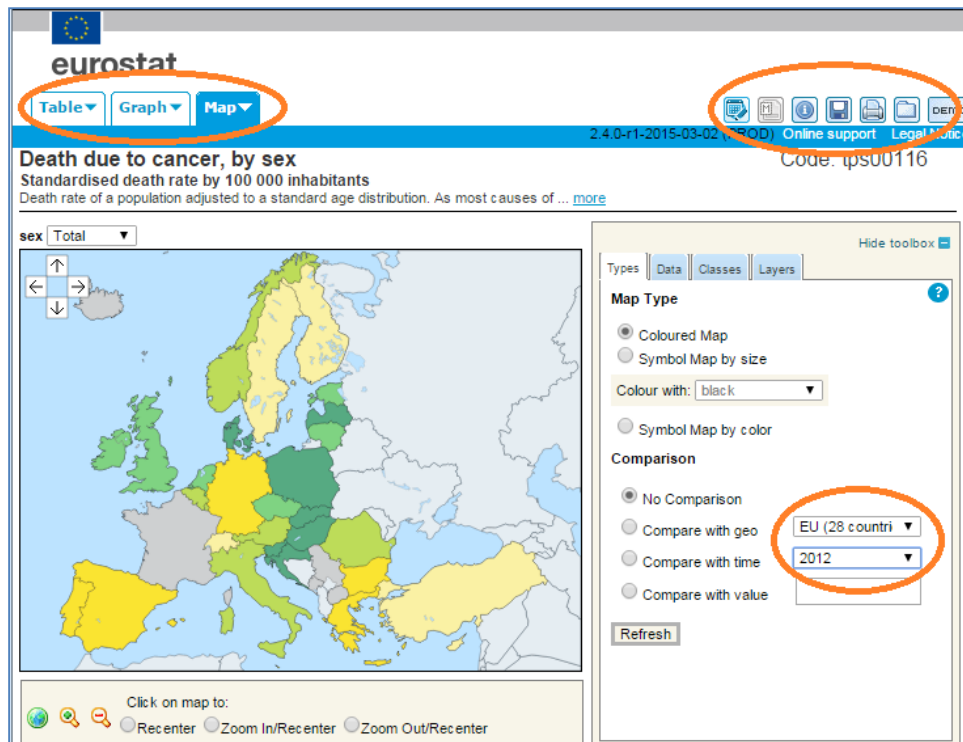 eurostat
Table Graph Map
2.4.0-r1-2015-03-02 (PROD) Online support Legal Notice
Death due to cancer, by sex
Code: tps00116
Standardised death rate by 100 000 inhabitants
Death rate of a population adjusted to a standard age distribution. As most causes of ... more
sex Total
Hide toolbox
Types Data Classes Layers
Map Type
?
Coloured Map
Symbol Map by size
Colour with: black
Symbol Map by color
Comparison
No Comparison
Compare with geo EU (28 countri
Compare with time 2012
Compare with value
Refresh
Click on map to:
Recenter Zoom In/Recenter Zoom Out/Recenter